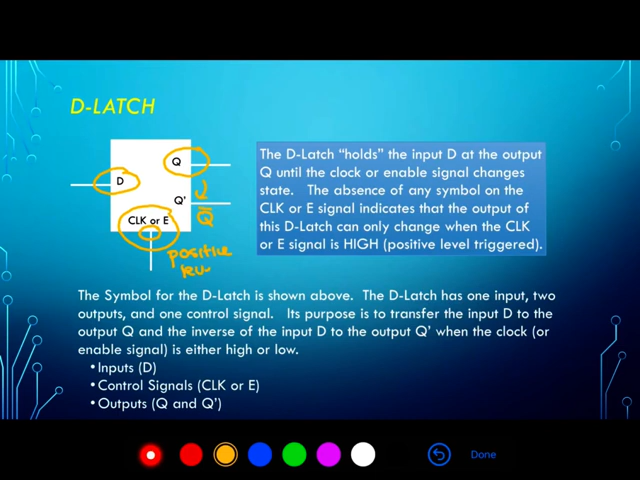 D-LATCH
Q
D
Q'
CLK or E
Q
positive
The D-Latch "holds" the input D at the output
Q until the clock or enable signal changes
state. The absence of any symbol on the
CLK or E signal indicates that the output of
this D-Latch can only change when the CLK
or E signal is HIGH (positive level triggered).
The Symbol for the D-Latch is shown above. The D-Latch has one input, two
outputs, and one control signal. Its purpose is to transfer the input D to the
output Q and the inverse of the input D to the output Q' when the clock (or
enable signal) is either high or low.
•Inputs (D)
•Control Signals (CLK or E)
•Outputs (Q and Q')
Done